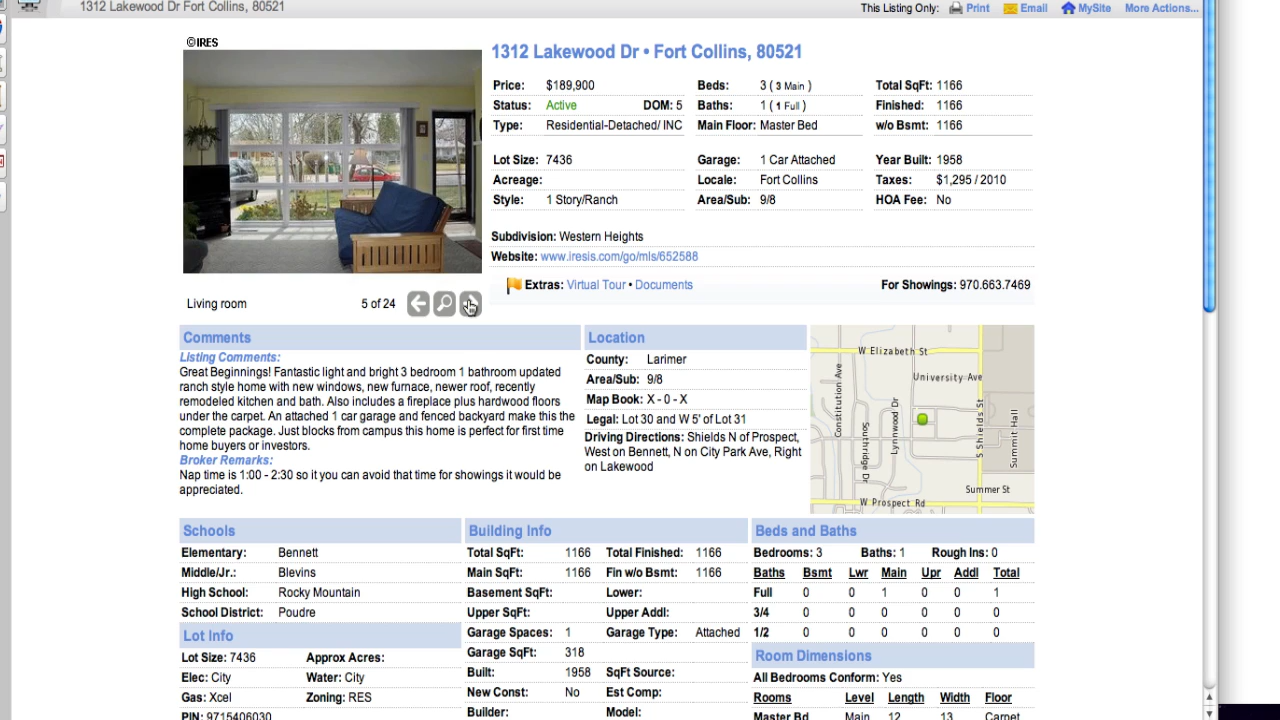 1312 Lakewood Dr Fort Collins, 80521
This Listing Only: Print Email MySite More Actions...
©IRES
1312 Lakewood Dr • Fort Collins, 80521
Price: $189,900 Beds: 3 ( 3 Main ) Total SqFt: 1166
Status: Active DOM: 5 Baths: 1 ( 1 Full ) Finished: 1166
Type: Residential-Detached/ INC Main Floor: Master Bed w/o Bsmt: 1166
Lot Size: 7436 Garage: 1 Car Attached Year Built: 1958
Acreage: Locale: Fort Collins Taxes: $1,295 / 2010
Style: 1 Story/Ranch Area/Sub: 9/8 HOA Fee: No
Subdivision: Western Heights
Website: www.iresis.com/go/mls/652588
Extras: Virtual Tour • Documents For Showings: 970.663.7469
Living room 5 of 24
Comments
Listing Comments:
Great Beginnings! Fantastic light and bright 3 bedroom 1 bathroom updated
ranch style home with new windows, new furnace, newer roof, recently
remodeled kitchen and bath. Also includes a fireplace plus hardwood floors
under the carpet. An attached 1 car garage and fenced backyard make this the
complete package. Just blocks from campus this home is perfect for first time
home buyers or investors.
Broker Remarks:
Nap time is 1:00 - 2:30 so it you can avoid that time for showings it would be
appreciated.
Location
County: Larimer
Area/Sub: 9/8
Map Book: X - 0 - X
Legal: Lot 30 and W 5' of Lot 31
Driving Directions: Shields N of Prospect,
West on Bennett, N on City Park Ave, Right
on Lakewood
W Elizabeth St
University Ave
Constitution Ave
Southridge Dr
Lynnwood Dr
S Shields St
Summit Hall
Summer St
W Prospect Rd
Schools
Elementary: Bennett
Middle/Jr.: Blevins
High School: Rocky Mountain
School District: Poudre
Lot Info
Lot Size: 7436 Approx Acres:
Elec: City Water: City
Gas: Xcel Zoning: RES
PIN: 9715406030
Building Info
Total SqFt: 1166 Total Finished: 1166
Main SqFt: 1166 Fin w/o Bsmt: 1166
Basement SqFt: Lower:
Upper SqFt: Upper Addl:
Garage Spaces: 1 Garage Type: Attached
Garage SqFt: 318
Built: 1958 SqFt Source:
New Const: No Est Comp:
Builder: Model:
Beds and Baths
Bedrooms: 3 Baths: 1 Rough Ins: 0
Baths Bsmt Lwr Main Upr Addl Total
Full 0 0 1 0 0 1
3/4 0 0 0 0 0 0
1/2 0 0 0 0 0 0
Room Dimensions
All Bedrooms Conform: Yes
Rooms Level Length Width Floor
Master Bd Main 12 13 Carpet